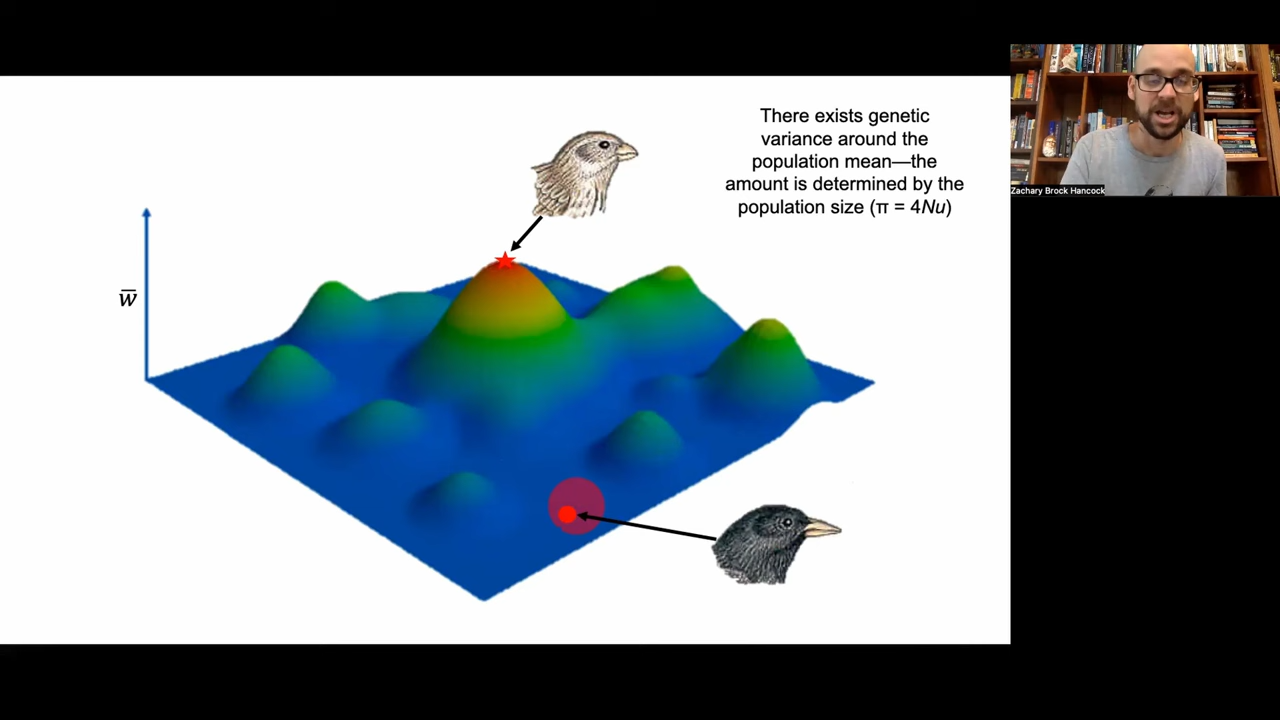 There exists genetic
variance around the
population mean—the
amount is determined by the
population size (π = 4Nu)
w̅
Zachary Brock Hancock